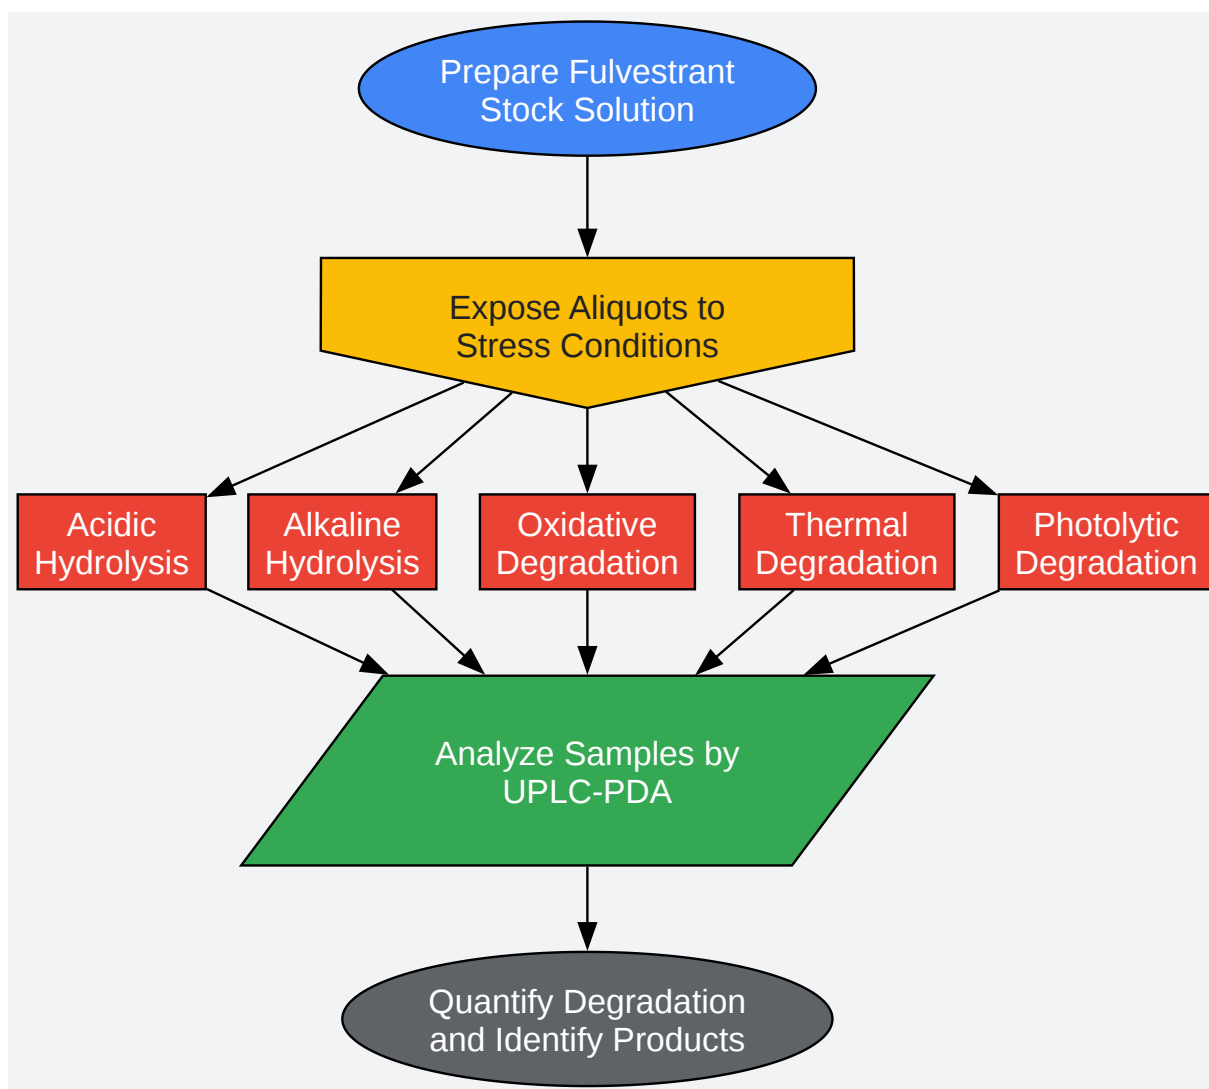 Prepare Fulvestrant
Stock Solution
Expose Aliquots to
Stress Conditions
Acidic
Hydrolysis
Alkaline
Hydrolysis
Oxidative
Degradation
Thermal
Degradation
Photolytic
Degradation
Analyze Samples by
UPLC-PDA
Quantify Degradation
and Identify Products